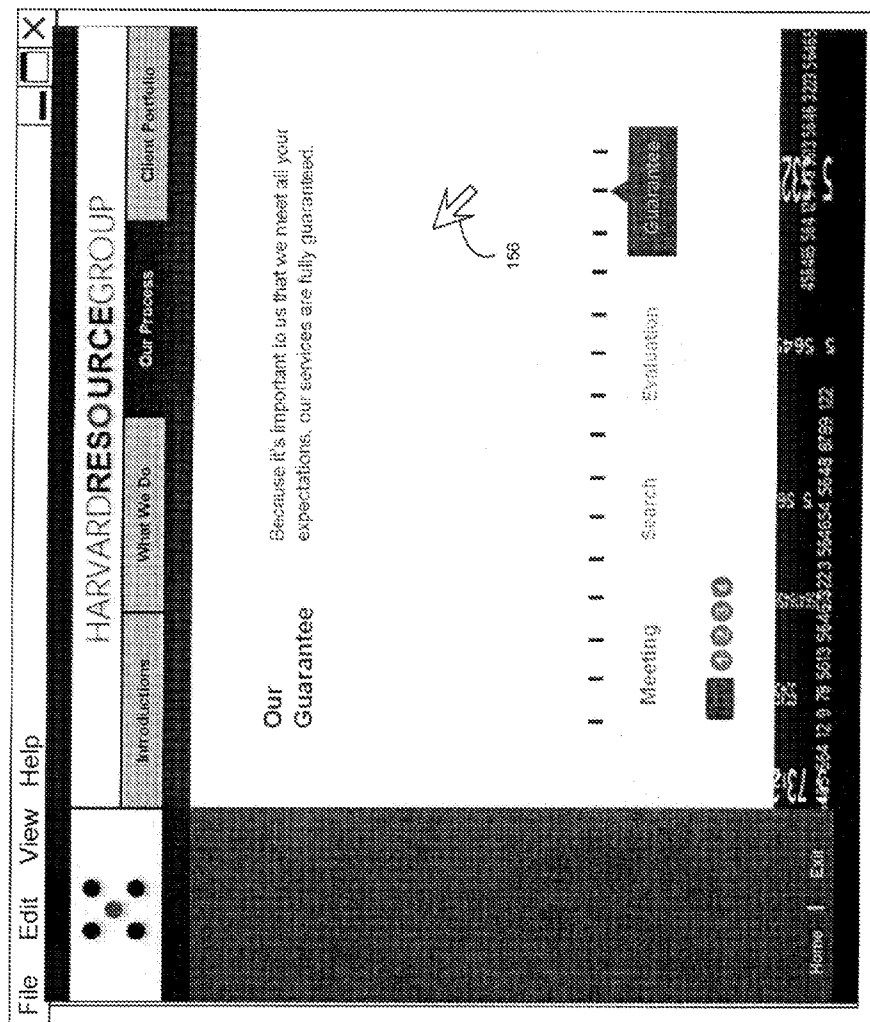 File Edit View Help
HARVARDRESOURCEGROUP
Introductions What We Do Our Process Client Portfolio
Our
Guarantee
Because it's important to us that we meet all your
expectations, our services are fully guaranteed.
156
Meeting Search Evaluation Guarantee
Home | Exit